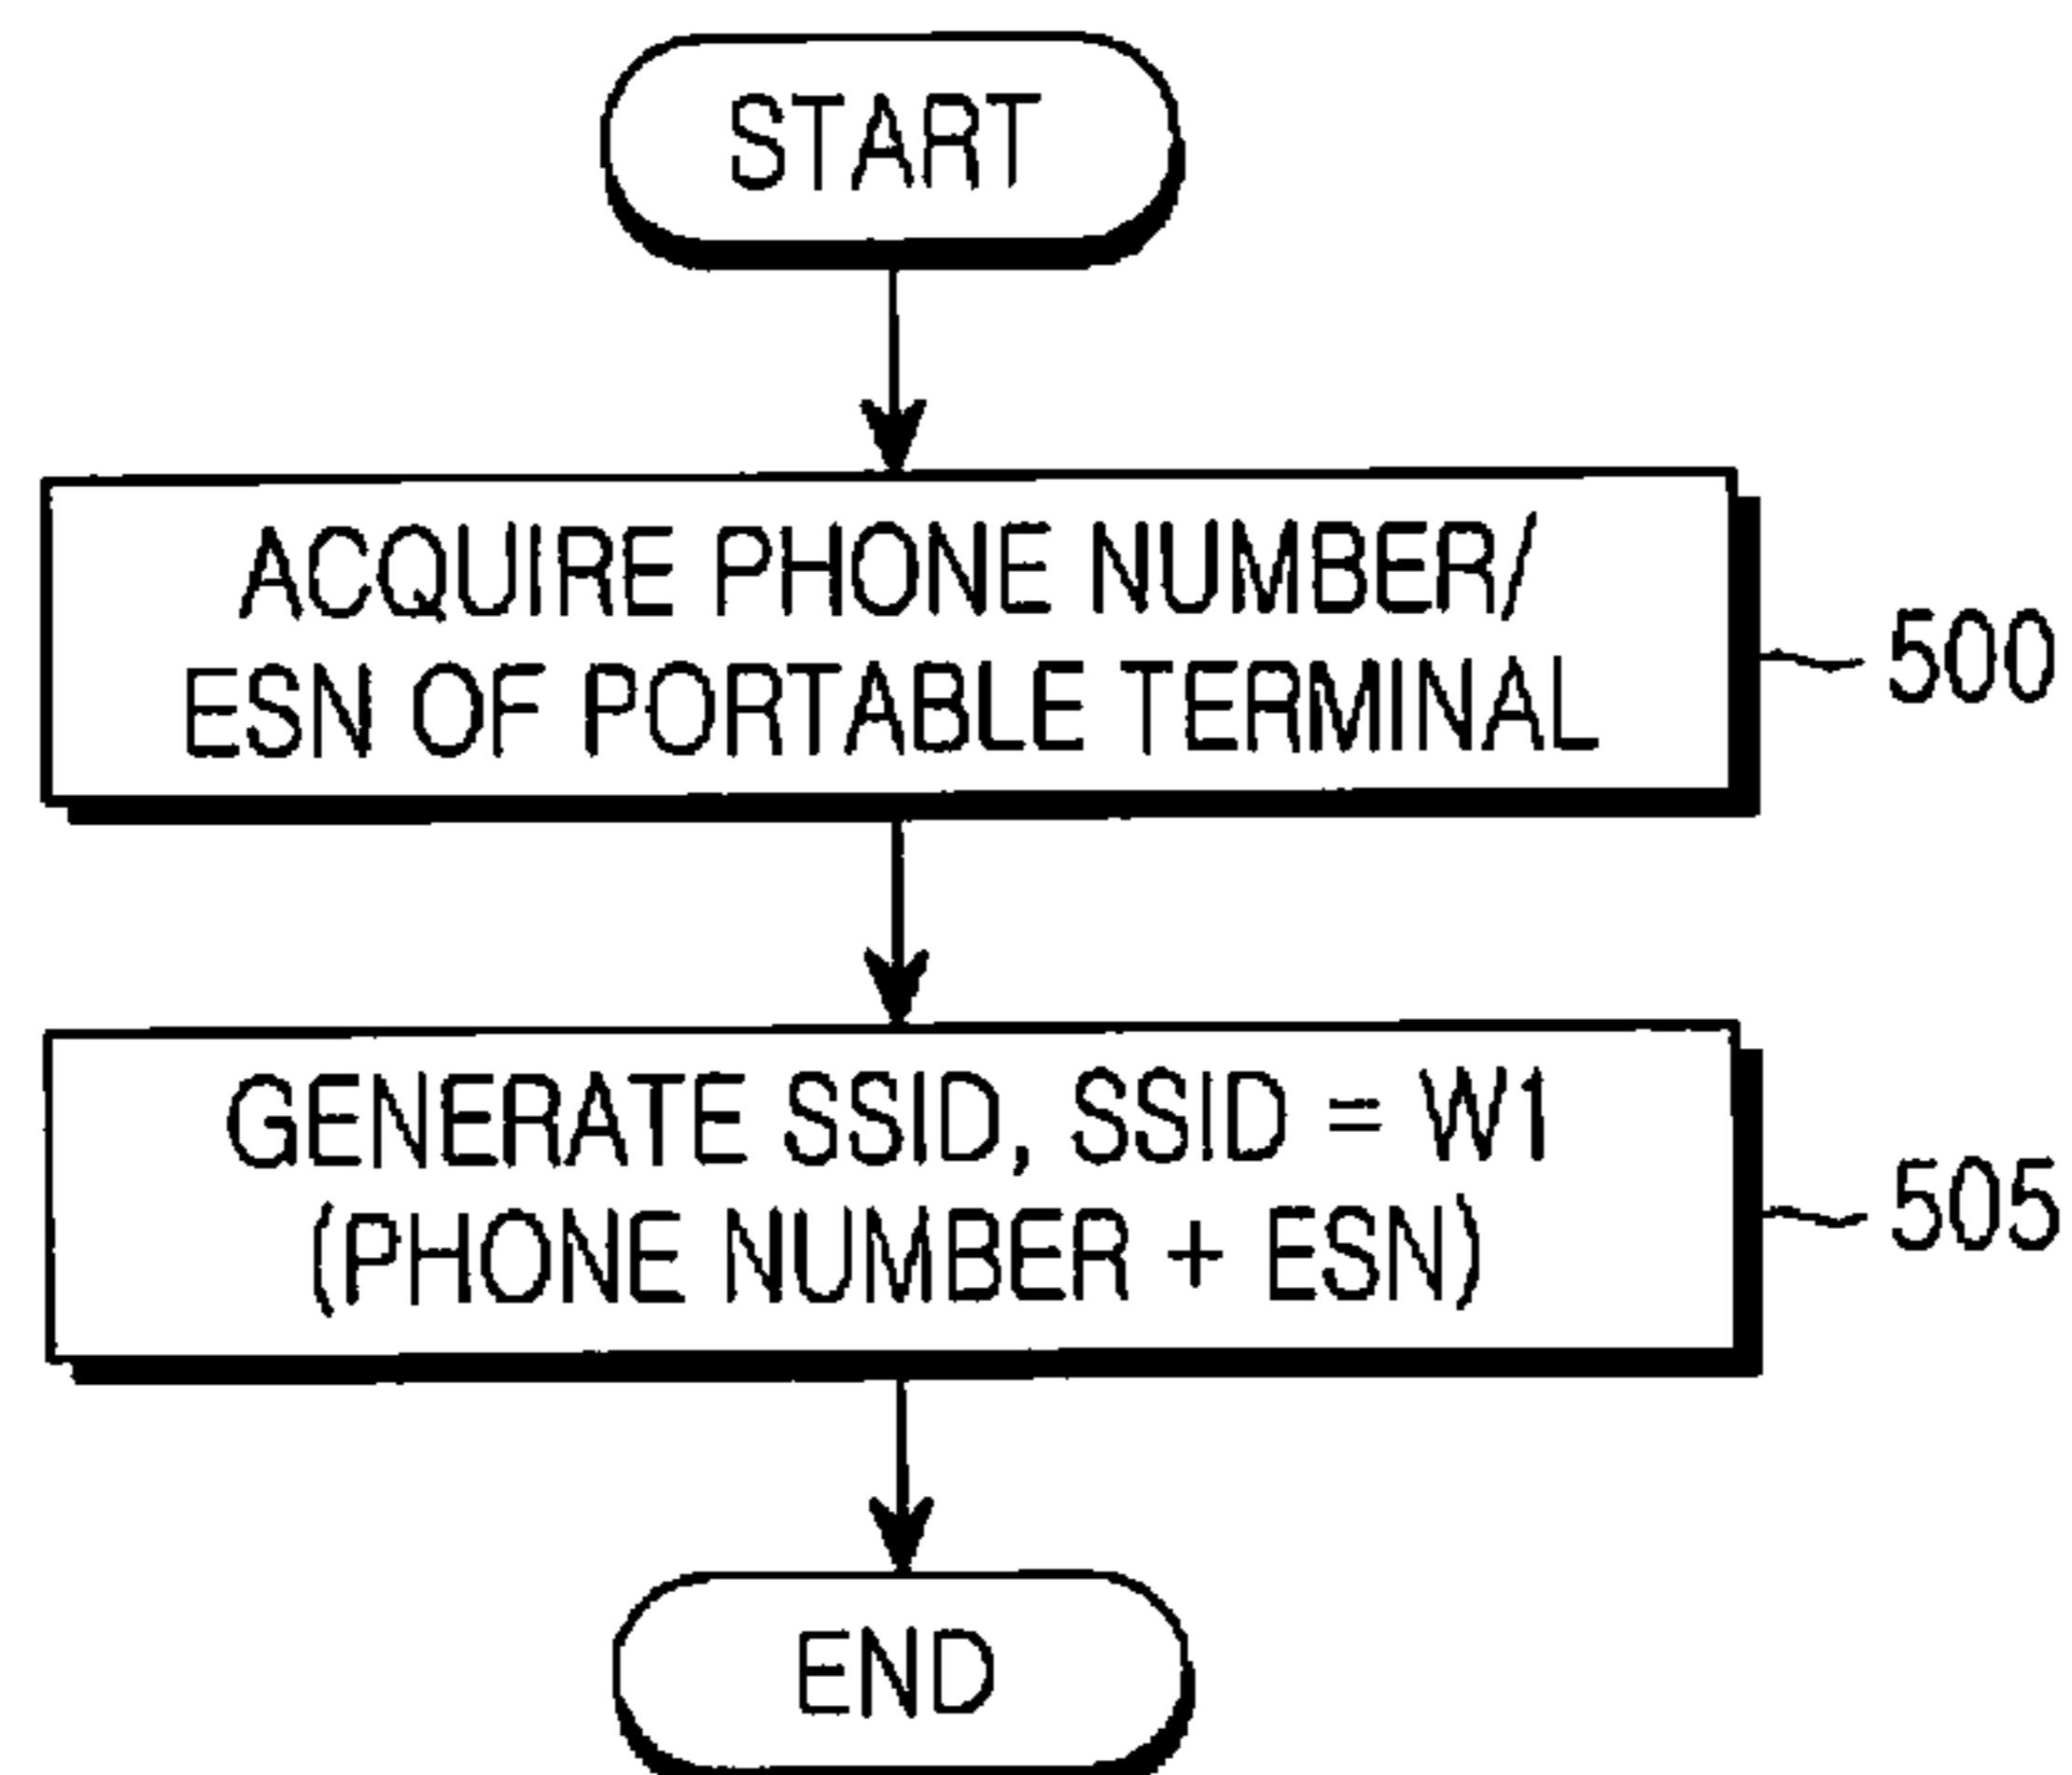 START
ACQUIRE PHONE NUMBER/
ESN OF PORTABLE TERMINAL
500
GENERATE SSID, SSID = W1
(PHONE NUMBER + ESN)
505
END